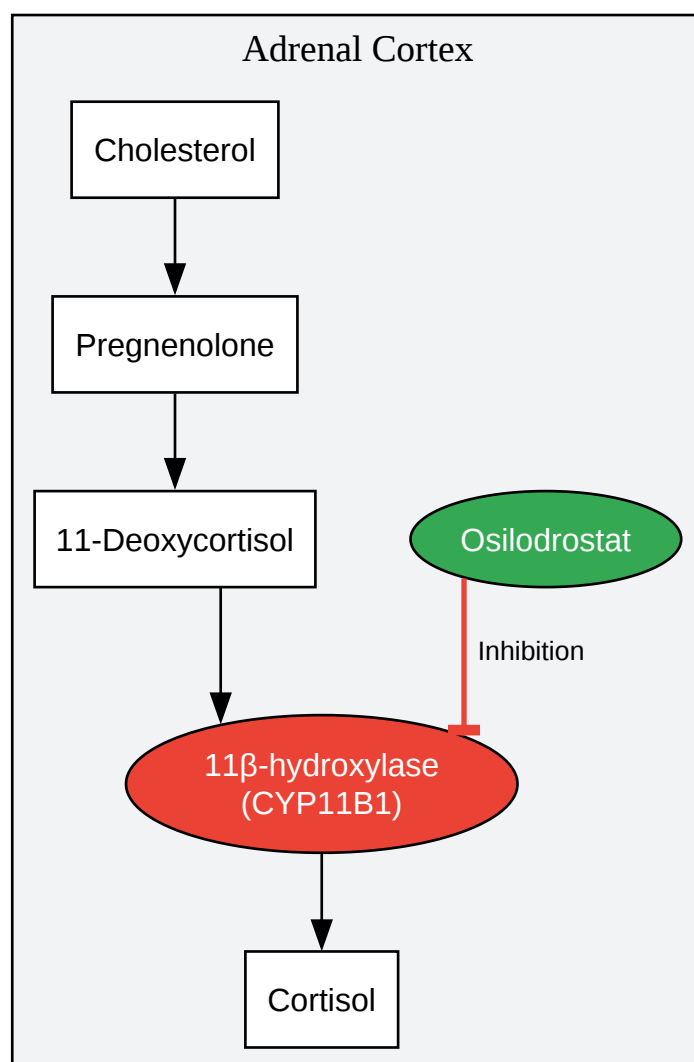 Adrenal Cortex
Cholesterol
Pregnenolone
11-Deoxycortisol
Osilodrostat
Inhibition
11β-hydroxylase
(CYP11B1)
Cortisol